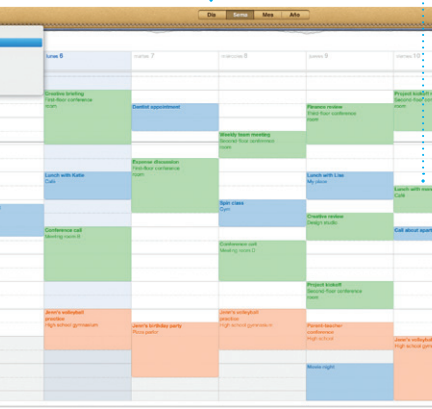 Día Sema Mes Año
lunes 6
martes 7
miércoles 8
jueves 9
viernes 10
Creative briefing
First-floor conference
room
Lunch with Katie
Café
Conference call
Meeting room B
Jenn's volleyball
practice
High school gymnasium
Dentist appointment
Expense discussion
First-floor conference
room
Jenn's birthday party
Pizza parlor
Weekly team meeting
Second-floor conference
room
Spin class
Gym
Conference call
Meeting room D
Jenn's volleyball
practice
High school gymnasium
Finance review
Third-floor conference
room
Lunch with Lisa
My place
Creative review
Design studio
Project kickoff
Second-floor conference
room
Parent-teacher
conference
High school
Movie night
Project kickoff
Second-floor
room
Lunch with
Café
Call about apart
Jenn's volleyball
High school gym